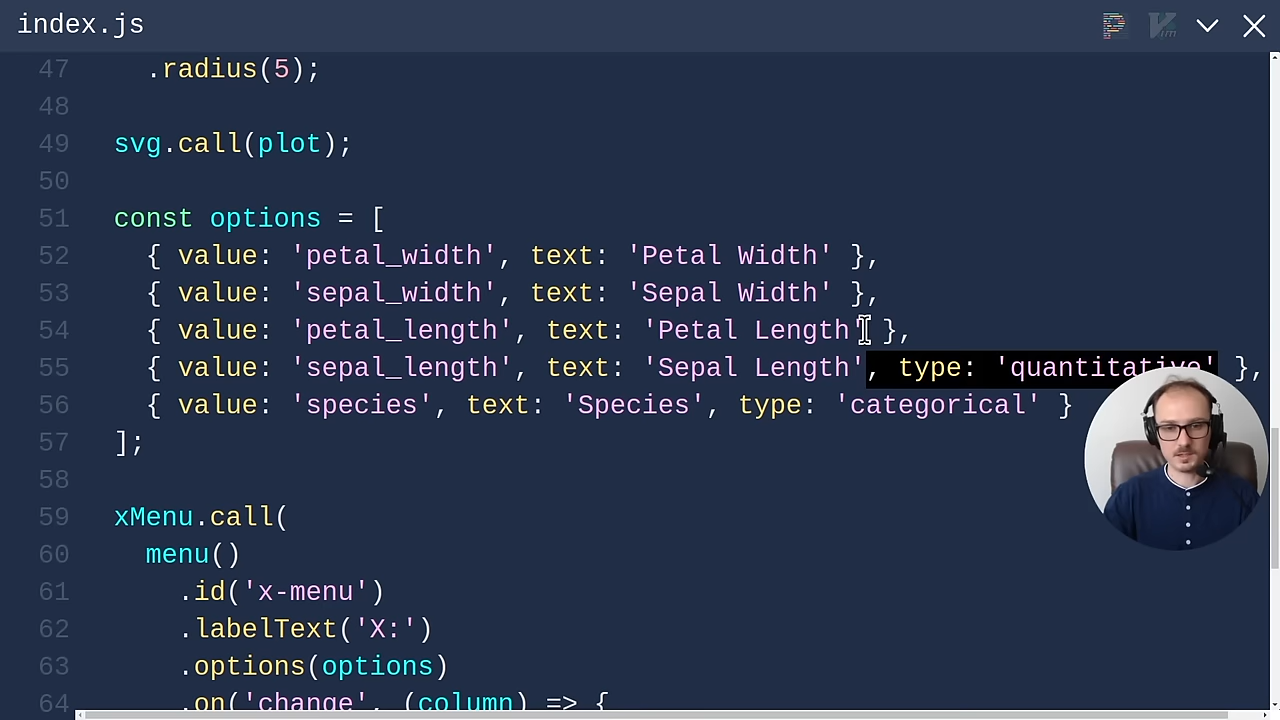 index.js
47 .radius(5);
48
49 svg.call(plot);
50
51 const options = [
52 { value: 'petal_width', text: 'Petal Width' },
53 { value: 'sepal_width', text: 'Sepal Width' },
54 { value: 'petal_length', text: 'Petal Length' },
55 { value: 'sepal_length', text: 'Sepal Length', type: 'quantitative' },
56 { value: 'species', text: 'Species', type: 'categorical' }
57 ];
58
59 xMenu.call(
60 menu()
61 .id('x-menu')
62 .labelText('X:')
63 .options(options)
64 .on('change', (column) => {